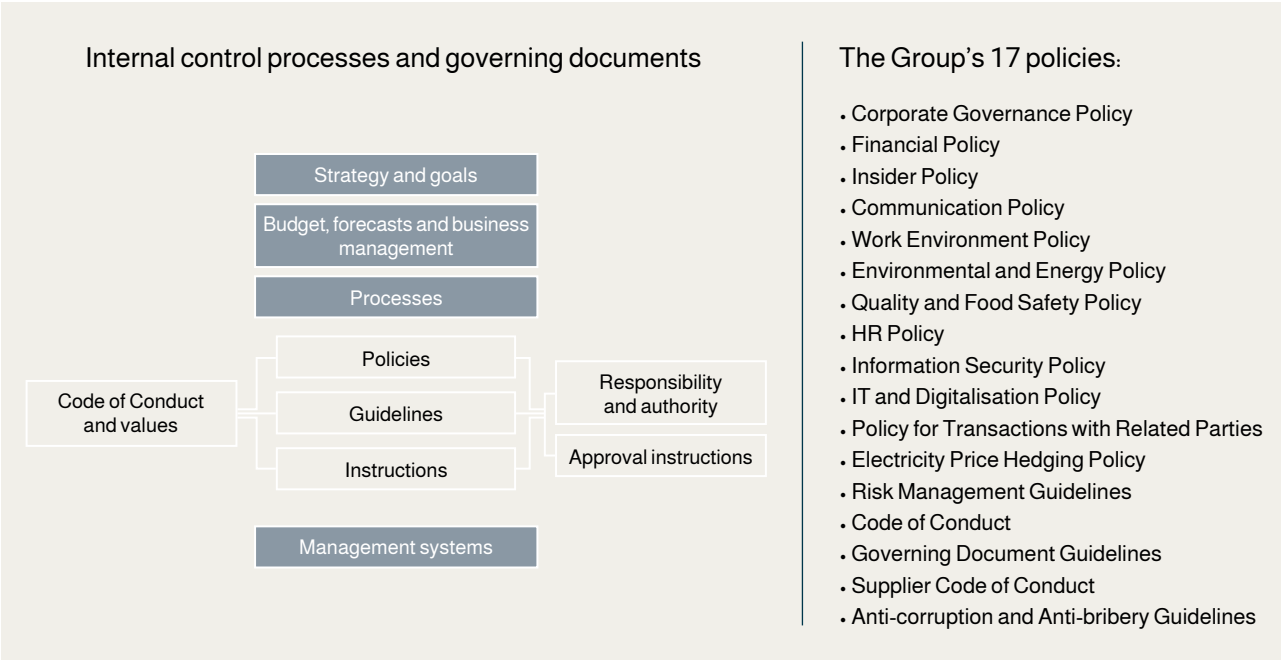 Internal control processes and governing documents
Strategy and goals
Budget, forecasts and business
management
Processes
Code of Conduct
and values
Policies
Guidelines
Instructions
Responsibility
and authority
Approval instructions
Management systems
The Group's 17 policies:
• Corporate Governance Policy
• Financial Policy
• Insider Policy
• Communication Policy
• Work Environment Policy
• Environmental and Energy Policy
• Quality and Food Safety Policy
• HR Policy
• Information Security Policy
• IT and Digitalisation Policy
• Policy for Transactions with Related Parties
• Electricity Price Hedging Policy
• Risk Management Guidelines
• Code of Conduct
• Governing Document Guidelines
• Supplier Code of Conduct
• Anti-corruption and Anti-bribery Guidelines